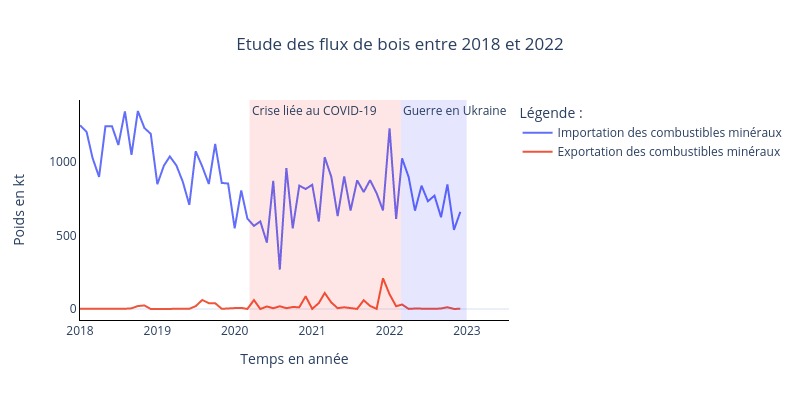 Etude des flux de bois entre 2018 et 2022
Crise liée au COVID-19
Guerre en Ukraine
Légende :
Importation des combustibles minéraux
Exportation des combustibles minéraux
Poids en kt
1000
500
0
2018
2019
2020
2021
2022
2023
Temps en année